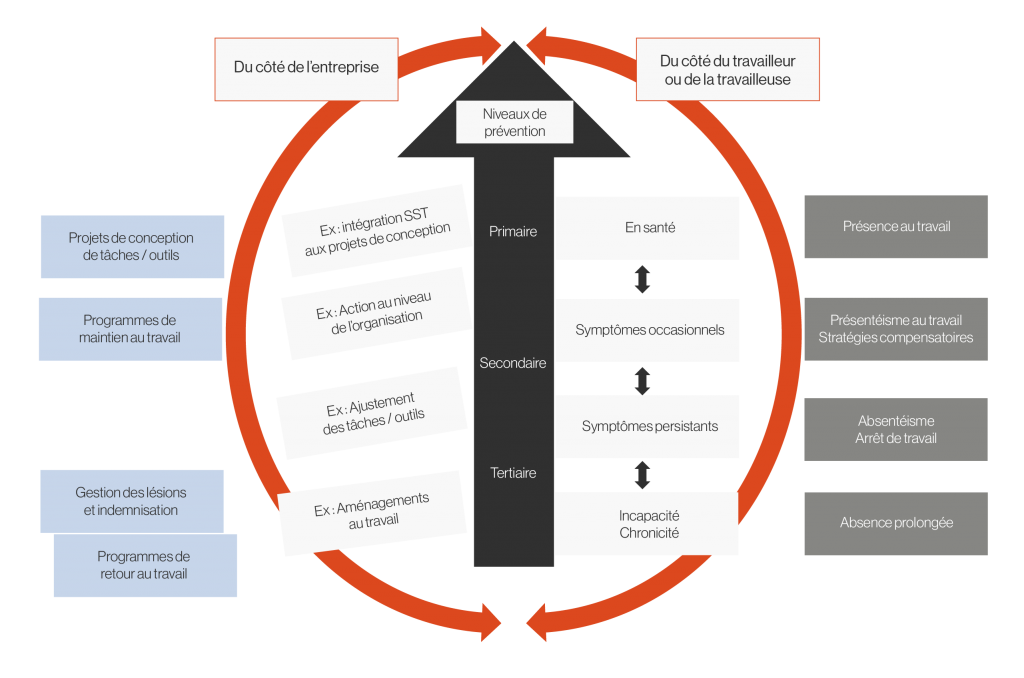 Du côté de l'entreprise
Du côté du travailleur
ou de la travailleuse
Niveaux de
prévention
Projets de conception
de tâches / outils
Ex : intégration SST
aux projets de conception
Primaire
En santé
Présence au travail
Programmes de
maintien au travail
Ex : Action au niveau
de l'organisation
Symptômes occasionnels
Présentéisme au travail
Stratégies compensatoires
Secondaire
Ex : Ajustement
des tâches / outils
Symptômes persistants
Absentéisme
Arrêt de travail
Tertiaire
Gestion des lésions
et indemnisation
Ex : Aménagements
au travail
Incapacité
Chronicité
Absence prolongée
Programmes de
retour au travail